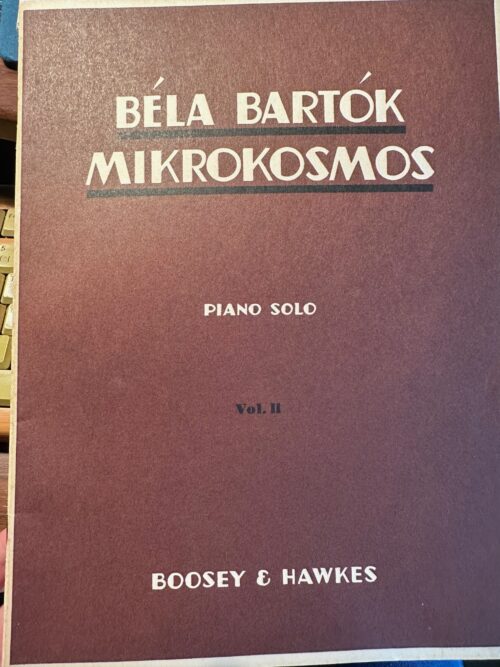 BÉLA BARTÓK
MIKROKOSMOS
PIANO SOLO
Vol. II
BOOSEY & HAWKES